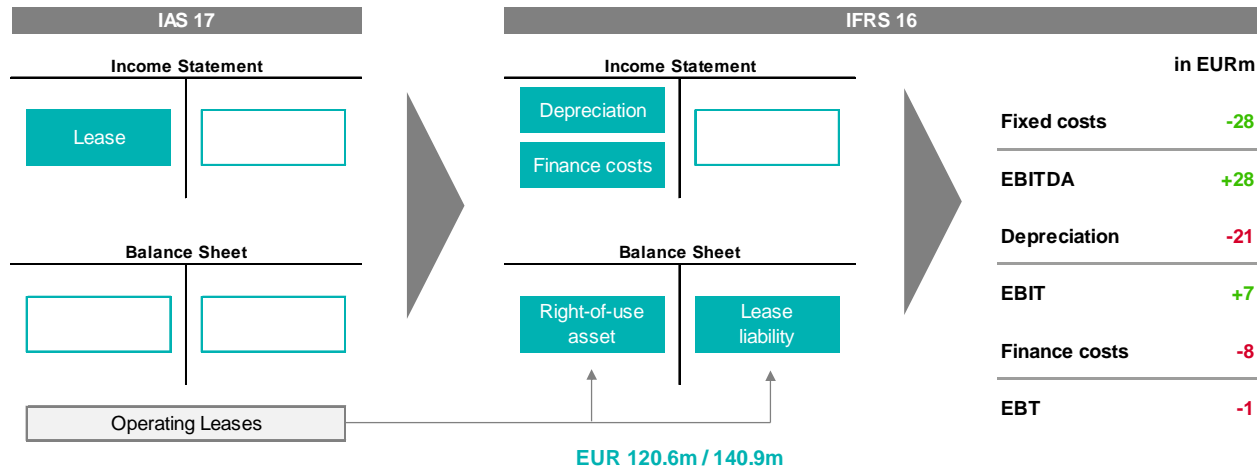 IAS 17
IFRS 16
Income Statement
Lease
Balance Sheet
Operating Leases
Income Statement
Depreciation
Finance costs
Balance Sheet
Right-of-use
asset
Lease
liability
EUR 120.6m / 140.9m
in EURm
Fixed costs -28
EBITDA +28
Depreciation -21
EBIT +7
Finance costs -8
EBT -1